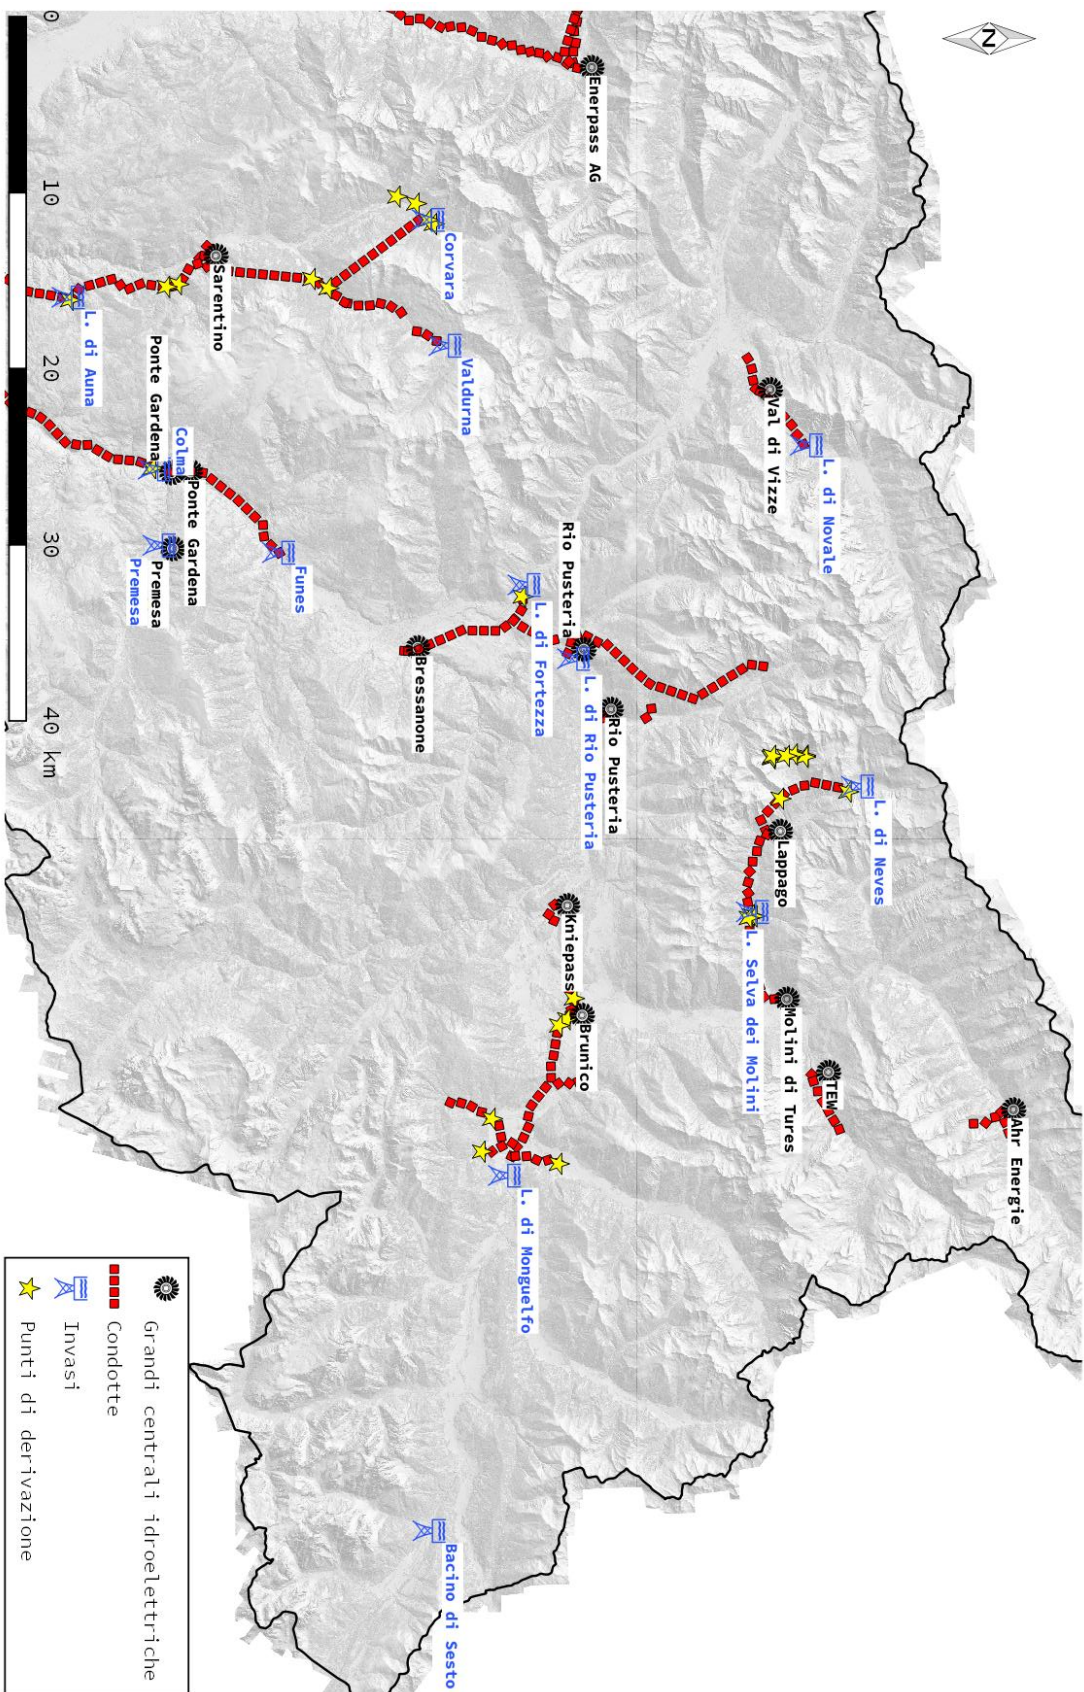 N
Enerpass AG
Ahr Energie
TEW
Molini di Tures
L. di Neves
L. di Novale
Lappago
Val di Vizze
L. Selva dei Molini
Rio Pusteria
L. di Rio Pusteria
Rio Pusteria
Brunico
Kniepass
L. di Fortezza
L. di Monguelfo
Valdurna
Corvara
Bacino di Sesto
Bressanone
Funes
Sarentino
Ponte Gardena
Colma
Ponte Gardena
Premesa
Premesa
L. di Auna
0
10
20
30
40 km
Grandi centrali idroelettriche
Condotte
Invasi
Punti di derivazione